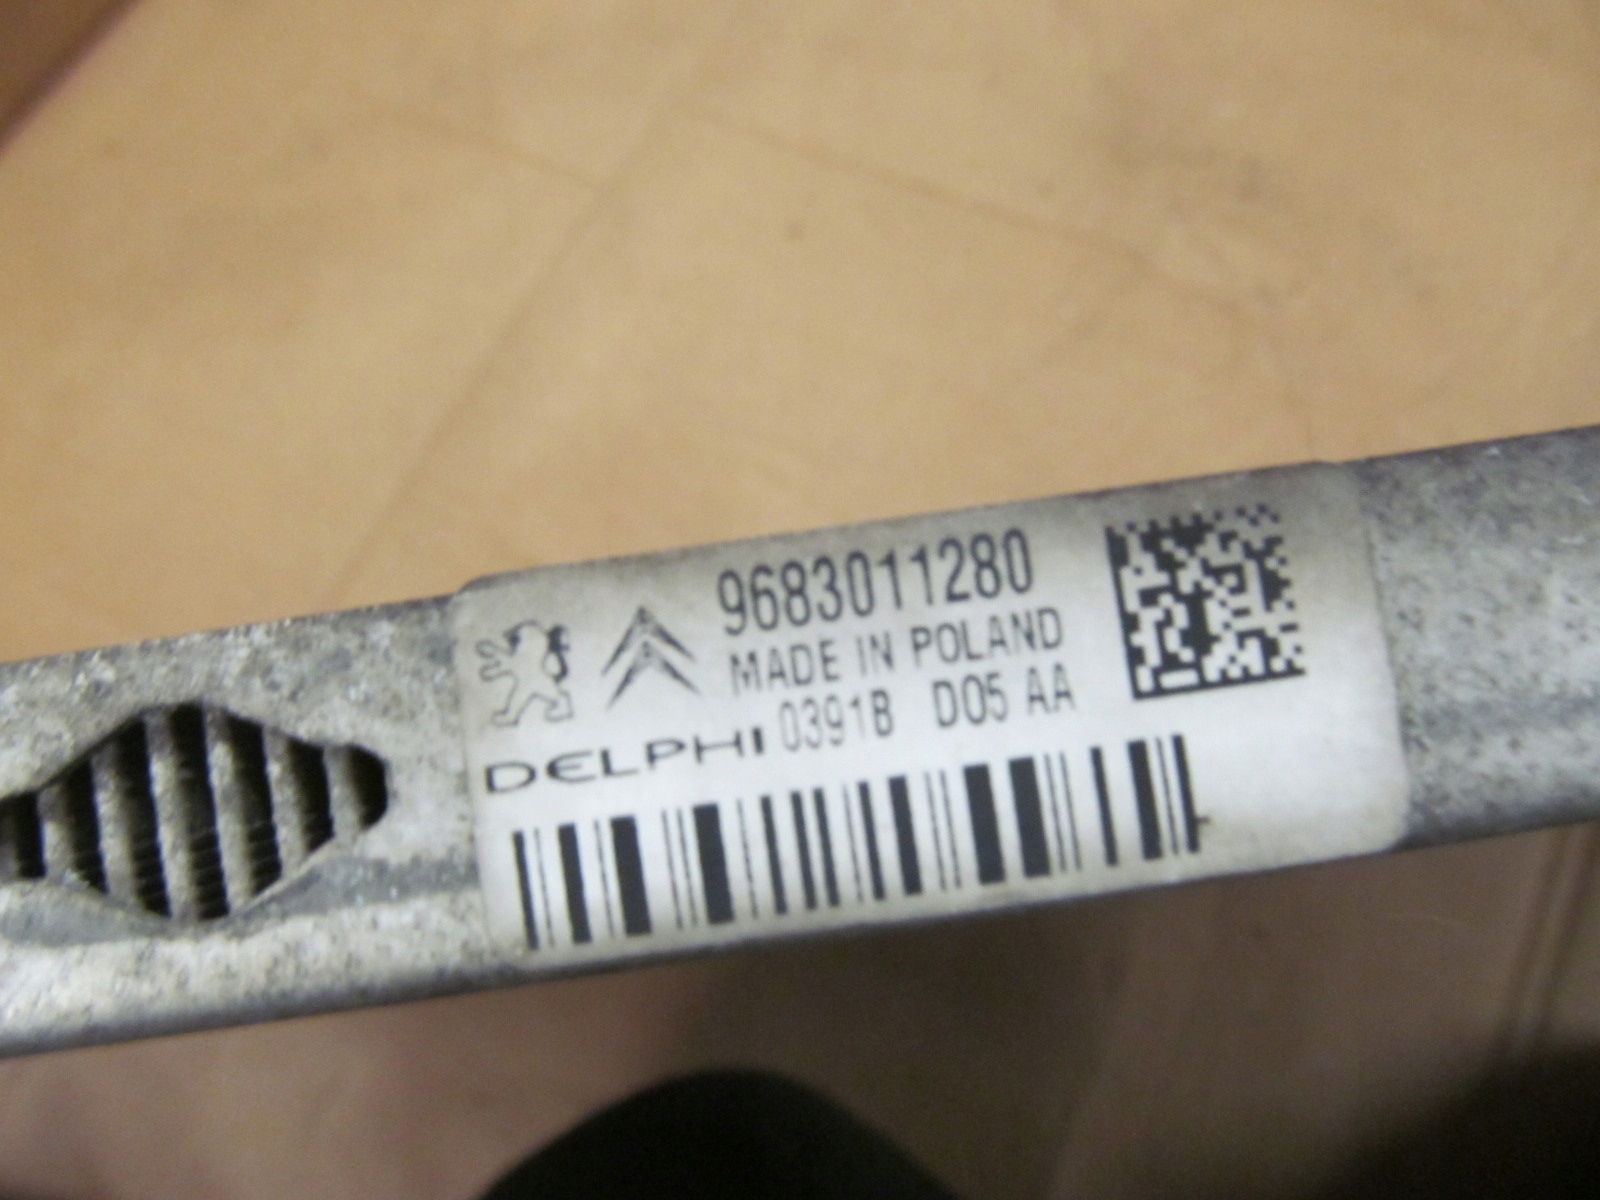 9683011280
MADE IN POLAND
DELPHI 0391B D05 AA